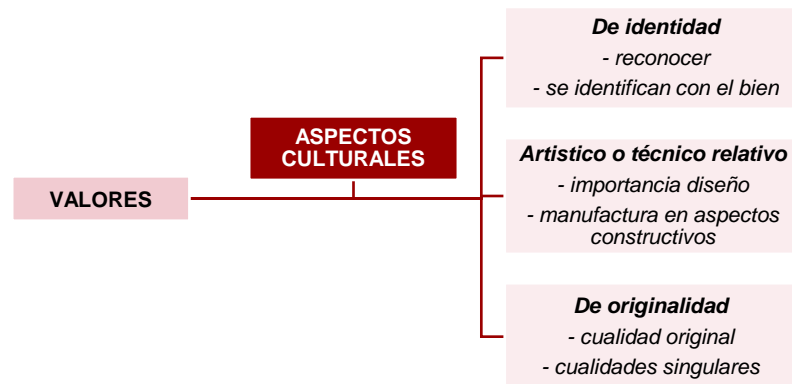 VALORES
ASPECTOS
CULTURALES
De identidad
- reconocer
- se identifican con el bien
Artistico o técnico relativo
- importancia diseño
- manufactura en aspectos
constructivos
De originalidad
- cualidad original
- cualidades singulares